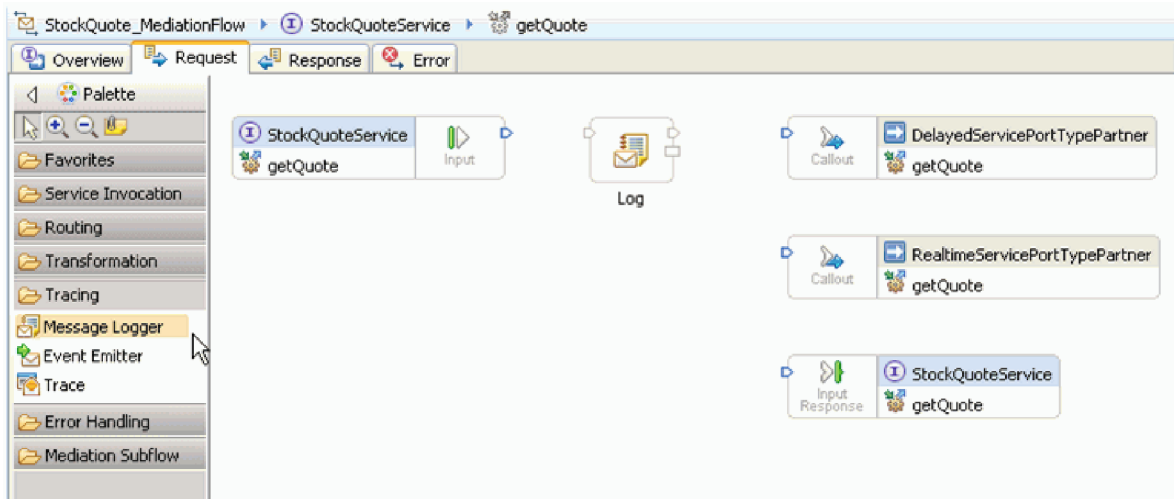 StockQuote_MediationFlow StockQuoteService getQuote
Overview Request Response Error
Palette
Favorites
Service Invocation
Routing
Transformation
Tracing
Message Logger
Event Emitter
Trace
Error Handling
Mediation Subflow
StockQuoteService
getQuote
Input
Log
Callout
DelayedServicePortTypePartner
getQuote
Callout
RealtimeServicePortTypePartner
getQuote
Input
Response
StockQuoteService
getQuote